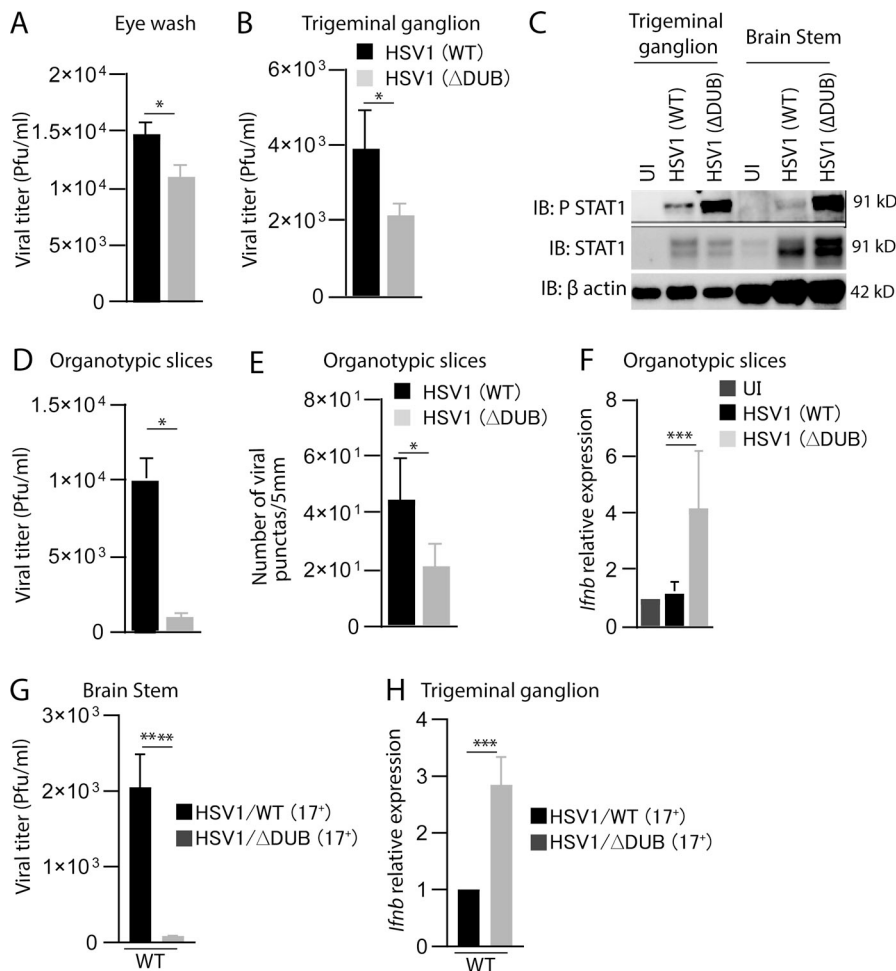 A
Eye wash
Viral titer (Pfu/ml)
2×10⁴
1.5×10⁴
1×10⁴
5×10³
0
*
B
Trigeminal ganglion
HSV1 (WT)
HSV1 (ΔDUB)
Viral titer (Pfu/ml)
6×10³
4×10³
2×10³
0
*
C
Trigeminal
ganglion
Brain Stem
UI
HSV1 (WT)
HSV1 (ΔDUB)
UI
HSV1 (WT)
HSV1 (ΔDUB)
IB: P STAT1
91 kD
IB: STAT1
91 kD
IB: β actin
42 kD
D
Organotypic slices
Viral titer (Pfu/ml)
1.5×10⁴
1×10⁴
5×10³
0
*
E
Organotypic slices
HSV1 (WT)
HSV1 (ΔDUB)
Number of viral
punctas/5mm
8×10¹
6×10¹
4×10¹
2×10¹
0
*
F
Organotypic slices
UI
HSV1 (WT)
HSV1 (ΔDUB)
Ifnb relative expression
8
6
4
2
0
***
G
Brain Stem
Viral titer (Pfu/ml)
3×10³
2×10³
1×10³
0
****
WT
HSV1/WT (17⁺)
HSV1/ΔDUB (17⁺)
H
Trigeminal ganglion
Ifnb relative expression
4
3
2
1
0
***
WT
HSV1/WT (17⁺)
HSV1/ΔDUB (17⁺)